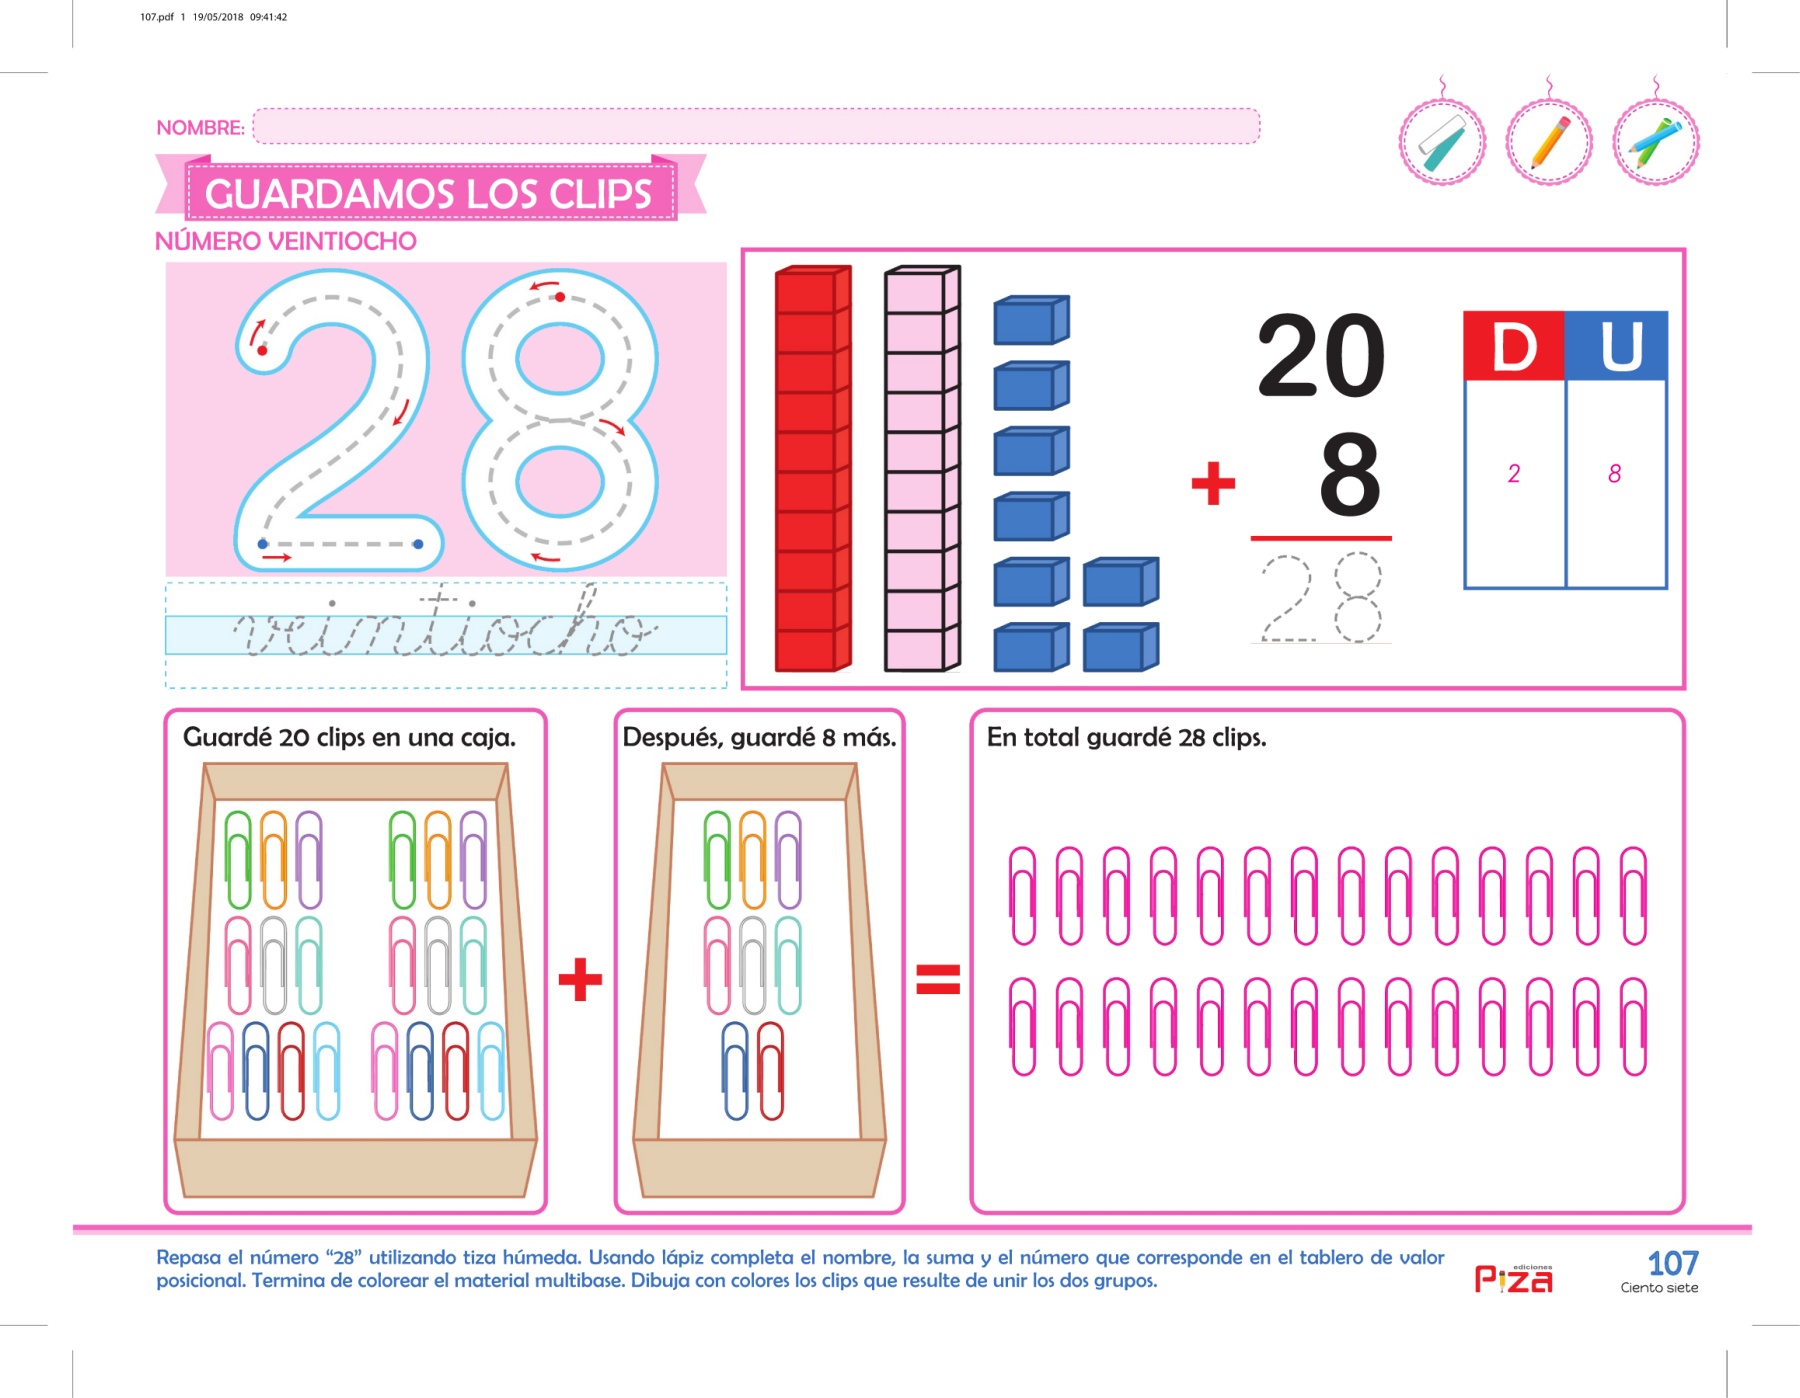 107.pdf 1 19/05/2018 09:41:42
NOMBRE:
GUARDAMOS LOS CLIPS
NÚMERO VEINTIOCHO
28
veintiocho
20
+ 8
28
D U
2 8
Guardé 20 clips en una caja.
+
Después, guardé 8 más.
=
En total guardé 28 clips.
Repasa el número “28” utilizando tiza húmeda. Usando lápiz completa el nombre, la suma y el número que corresponde en el tablero de valor
posicional. Termina de colorear el material multibase. Dibuja con colores los clips que resulte de unir los dos grupos.
ediciones
Piza
107
Ciento siete